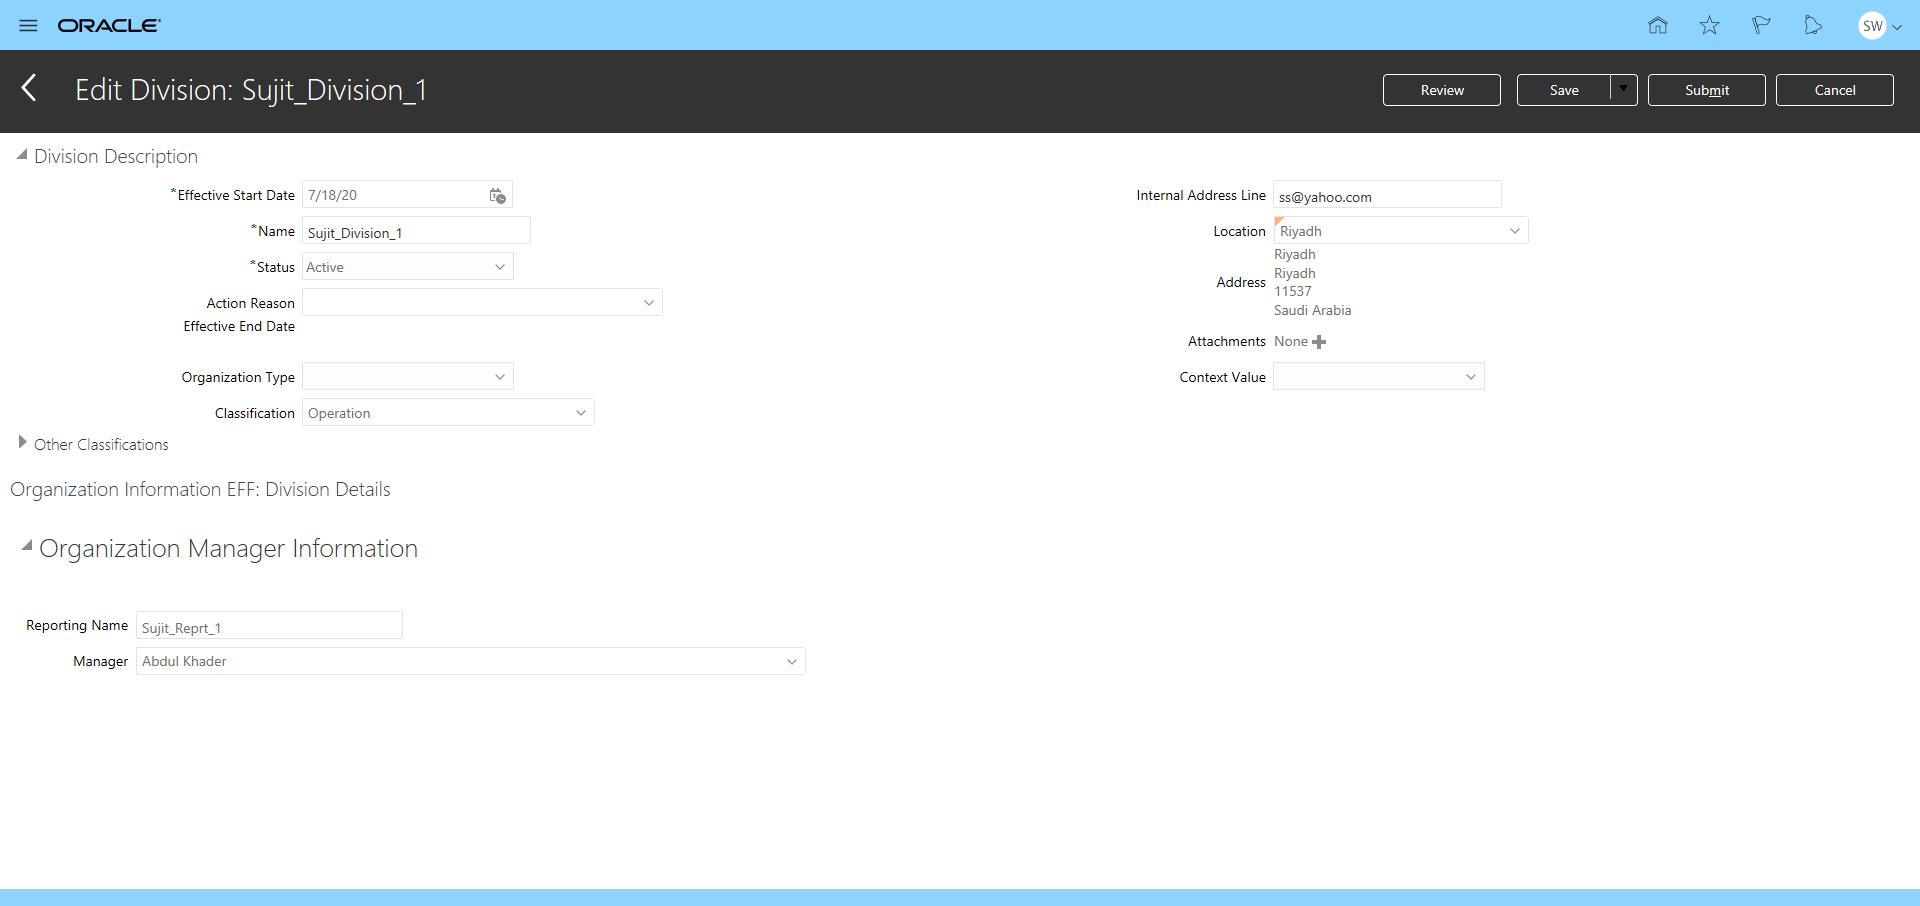 ORACLE
SW
Edit Division: Sujit_Division_1
Review
Save
Submit
Cancel
Division Description
*Effective Start Date 7/18/20
*Name Sujit_Division_1
*Status Active
Action Reason
Effective End Date
Organization Type
Classification Operation
Internal Address Line ss@yahoo.com
Location Riyadh
Address
Riyadh
Riyadh
11537
Saudi Arabia
Attachments None
Context Value
Other Classifications
Organization Information EFF: Division Details
Organization Manager Information
Reporting Name Sujit_Reprt_1
Manager Abdul Khader